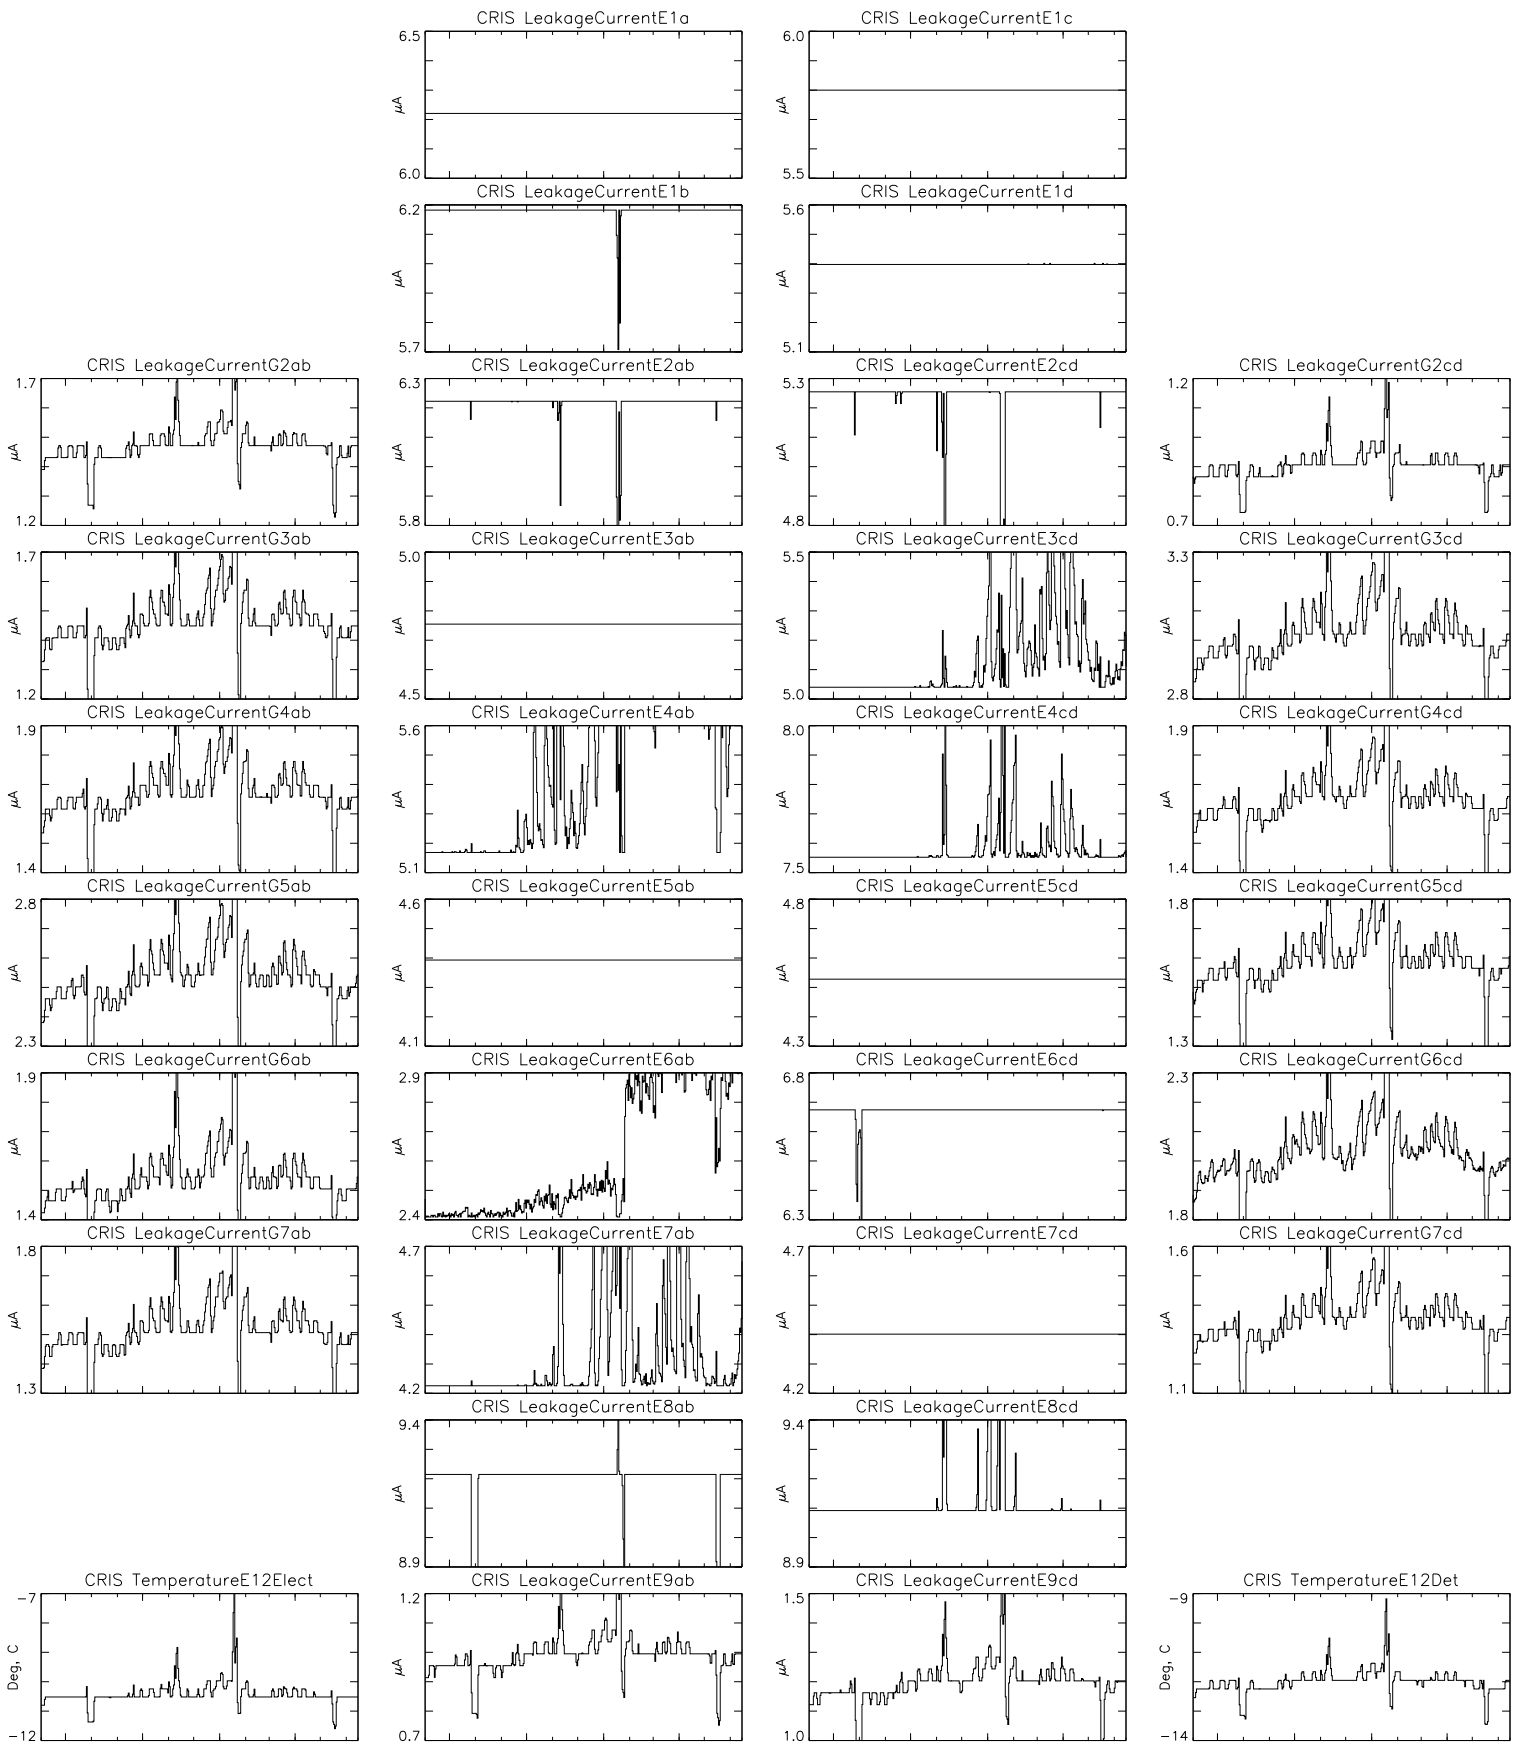 CRIS LeakageCurrentE1a CRIS LeakageCurrentE1c
6.5 6.0
μA μA
6.0 5.5
CRIS LeakageCurrentE1b CRIS LeakageCurrentE1d
6.2 5.6
μA μA
5.7 5.1
CRIS LeakageCurrentG2ab CRIS LeakageCurrentE2ab CRIS LeakageCurrentE2cd CRIS LeakageCurrentG2cd
1.7 6.3 5.3 1.2
μA μA μA μA
1.2 5.8 4.8 0.7
CRIS LeakageCurrentG3ab CRIS LeakageCurrentE3ab CRIS LeakageCurrentE3cd CRIS LeakageCurrentG3cd
1.7 5.0 5.5 3.3
μA μA μA μA
1.2 4.5 5.0 2.8
CRIS LeakageCurrentG4ab CRIS LeakageCurrentE4ab CRIS LeakageCurrentE4cd CRIS LeakageCurrentG4cd
1.9 5.6 8.0 1.9
μA μA μA μA
1.4 5.1 7.5 1.4
CRIS LeakageCurrentG5ab CRIS LeakageCurrentE5ab CRIS LeakageCurrentE5cd CRIS LeakageCurrentG5cd
2.8 4.6 4.8 1.8
μA μA μA μA
2.3 4.1 4.3 1.3
CRIS LeakageCurrentG6ab CRIS LeakageCurrentE6ab CRIS LeakageCurrentE6cd CRIS LeakageCurrentG6cd
1.9 2.9 6.8 2.3
μA μA μA μA
1.4 2.4 6.3 1.8
CRIS LeakageCurrentG7ab CRIS LeakageCurrentE7ab CRIS LeakageCurrentE7cd CRIS LeakageCurrentG7cd
1.8 4.7 4.7 1.6
μA μA μA μA
1.3 4.2 4.2 1.1
CRIS LeakageCurrentE8ab CRIS LeakageCurrentE8cd
9.4 9.4
μA μA
8.9 8.9
CRIS TemperatureE12Elect CRIS LeakageCurrentE9ab CRIS LeakageCurrentE9cd CRIS TemperatureE12Det
−7 1.2 1.5 −9
Deg, C μA μA Deg, C
−12 0.7 1.0 −14